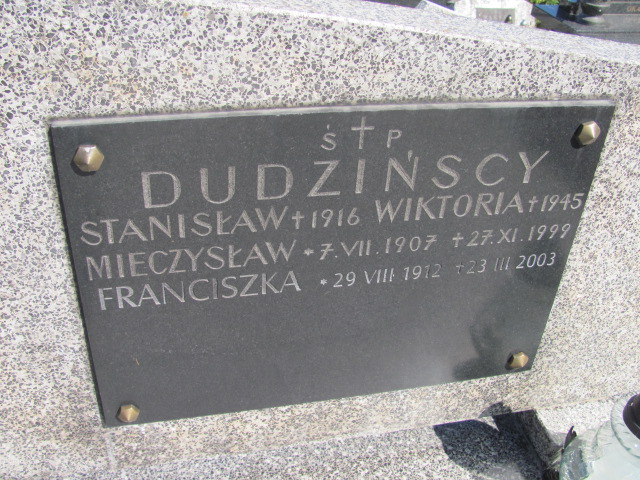 Ś † P
DUDZIŃSCY
STANISŁAW † 1916 WIKTORIA † 1945
MIECZYSŁAW * 7.VII.1907 † 27.XI.1999
FRANCISZKA * 29 VIII 1912 † 23 III 2003